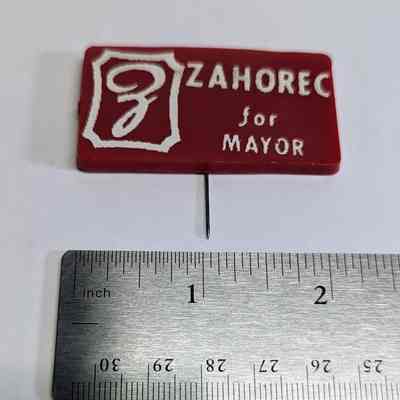 Z ZAHOREC
for
MAYOR
inch 1 2
30 29 28 27 26 25